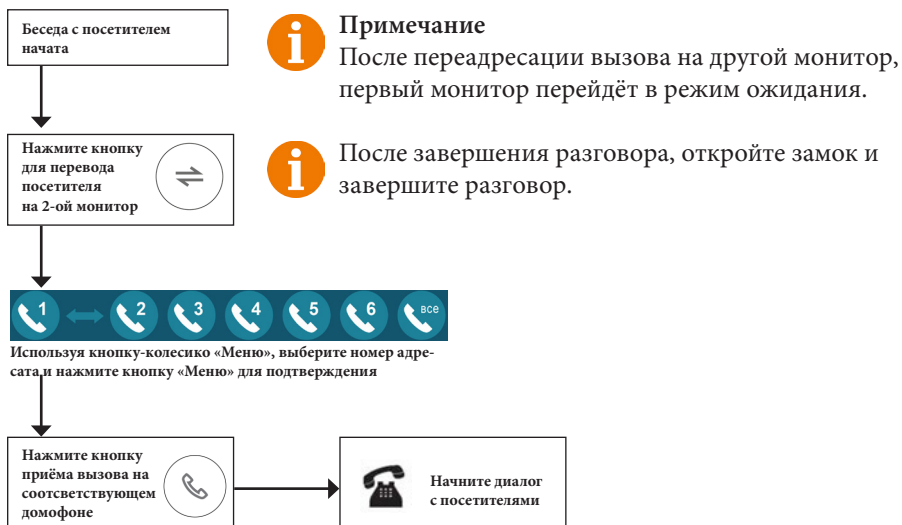 Беседа с посетителем
начата
Примечание
После переадресации вызова на другой монитор,
первый монитор перейдёт в режим ожидания.
Нажмите кнопку
для перевода
посетителя
на 2-ой монитор
После завершения разговора, откройте замок и
завершите разговор.
1 2 3 4 5 6 все
Используя кнопку-колесико «Меню», выберите номер адре-
сата и нажмите кнопку «Меню» для подтверждения
Нажмите кнопку
приёма вызова на
соотсветствующем
домофоне
Начните диалог
с посетителями